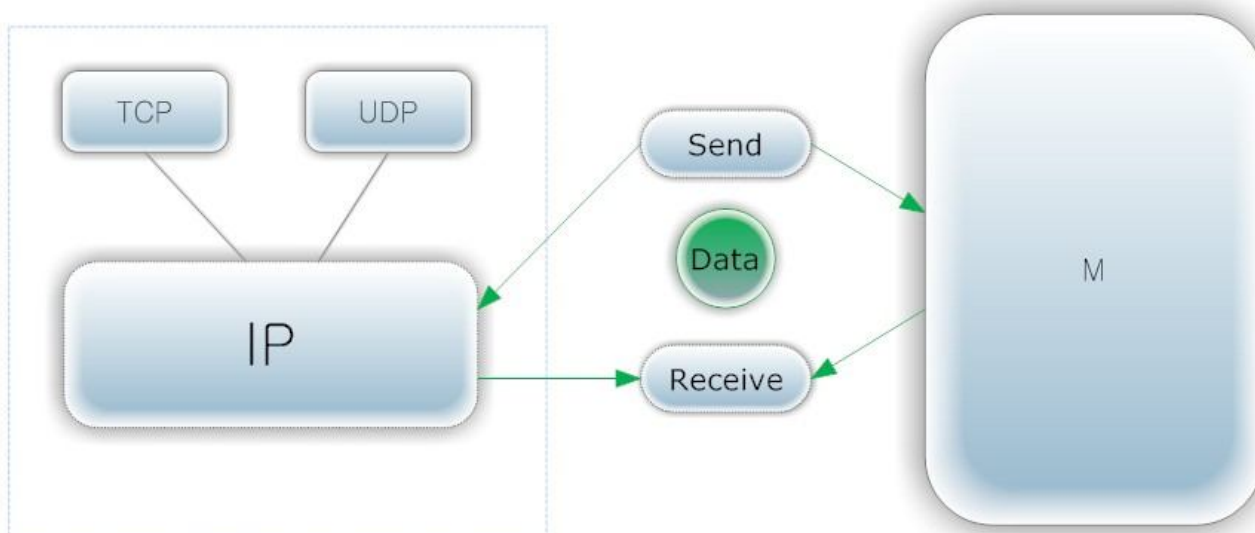 TCP
UDP
Send
Data
IP
M
Receive